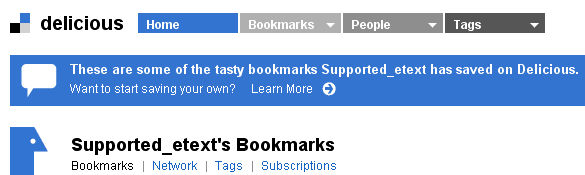 delicious Home Bookmarks People Tags
These are some of the tasty bookmarks Supported_etext has saved on Delicious.
Want to start saving your own? Learn More
Supported_etext's Bookmarks
Bookmarks | Network | Tags | Subscriptions